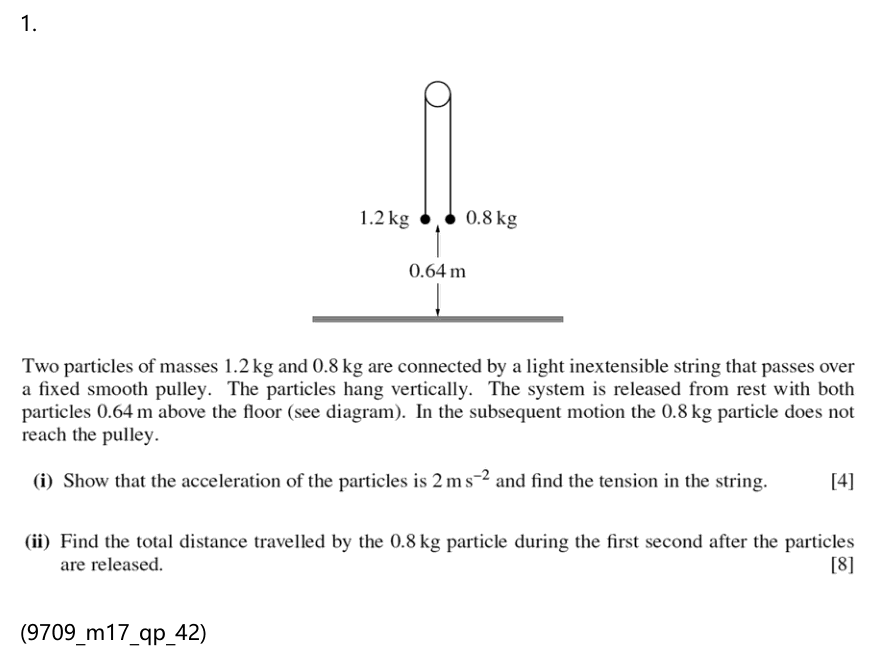 1.
1.2 kg
0.8 kg
0.64 m
Two particles of masses 1.2 kg and 0.8 kg are connected by a light inextensible string that passes over
a fixed smooth pulley. The particles hang vertically. The system is released from rest with both
particles 0.64 m above the floor (see diagram). In the subsequent motion the 0.8 kg particle does not
reach the pulley.
(i) Show that the acceleration of the particles is 2 m s⁻² and find the tension in the string. [4]
(ii) Find the total distance travelled by the 0.8 kg particle during the first second after the particles
are released. [8]
(9709_m17_qp_42)